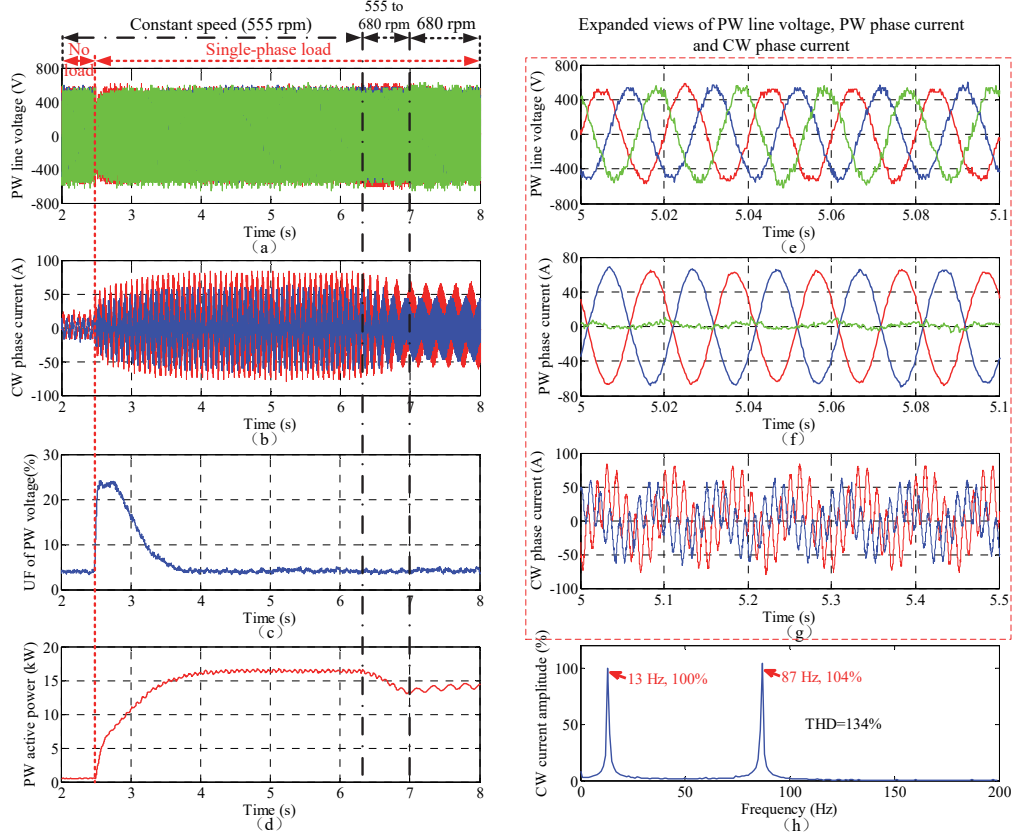 Constant speed (555 rpm)
555 to
680 rpm
680 rpm
No
load
Single-phase load
PW line voltage (V)
800
400
0
-400
-800
2 3 4 5 6 7 8
Time (s)
（a）
CW phase current (A)
100
50
0
-50
-100
2 3 4 5 6 7 8
Time (s)
（b）
UF of PW voltage(%)
30
20
10
0
2 3 4 5 6 7 8
Time (s)
（c）
PW active power (kW)
20
15
10
5
0
2 3 4 5 6 7 8
Time (s)
（d）
Expanded views of PW line voltage, PW phase current
and CW phase current
PW line voltage (V)
800
400
0
-400
-800
5 5.02 5.04 5.06 5.08 5.1
Time (s)
（e）
PW phase current (A)
80
40
0
-40
-80
5 5.02 5.04 5.06 5.08 5.1
Time (s)
（f）
CW phase current (A)
100
50
0
-50
-100
5 5.1 5.2 5.3 5.4 5.5
Time (s)
（g）
CW current amplitude (%)
100
50
0
13 Hz, 100%
87 Hz, 104%
THD=134%
0 50 100 150 200
Frequency (Hz)
（h）